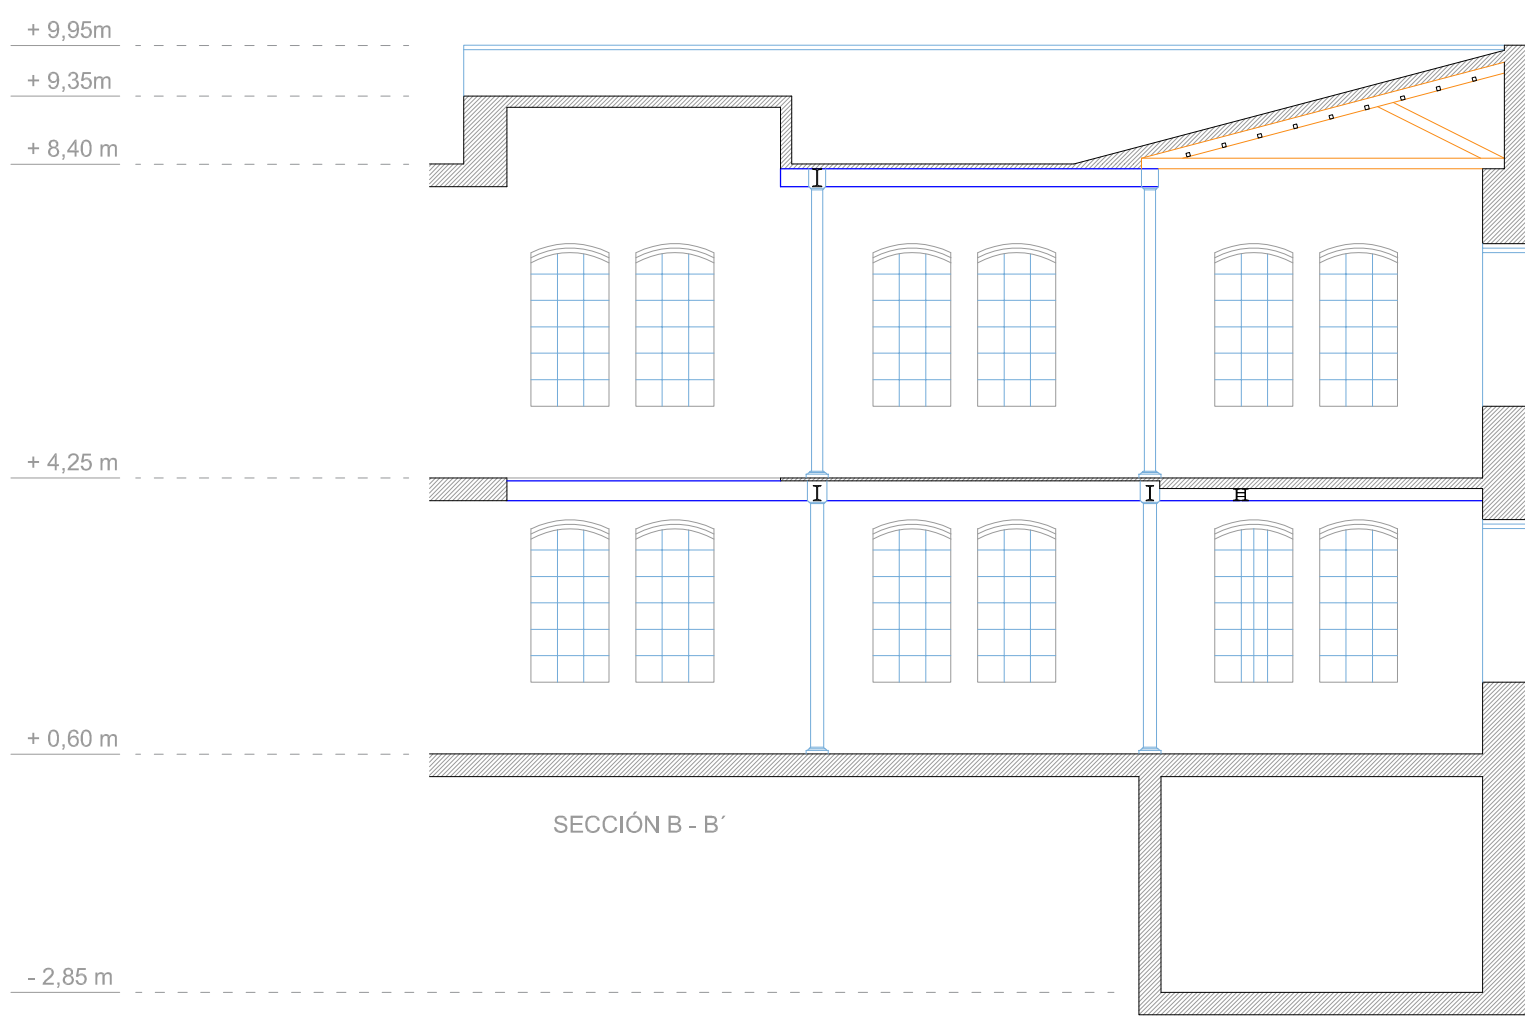 + 9,95m
+ 9,35m
+ 8,40 m
+ 4,25 m
+ 0,60 m
SECCIÓN B - B´
- 2,85 m